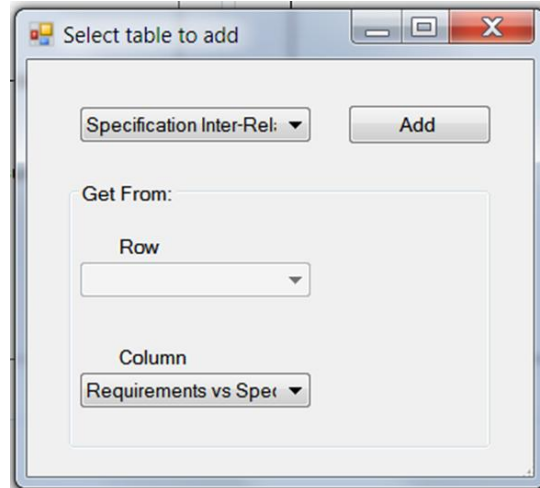 Select table to add
Specification Inter-Rel
Add
Get From:
Row
Column
Requirements vs Spec